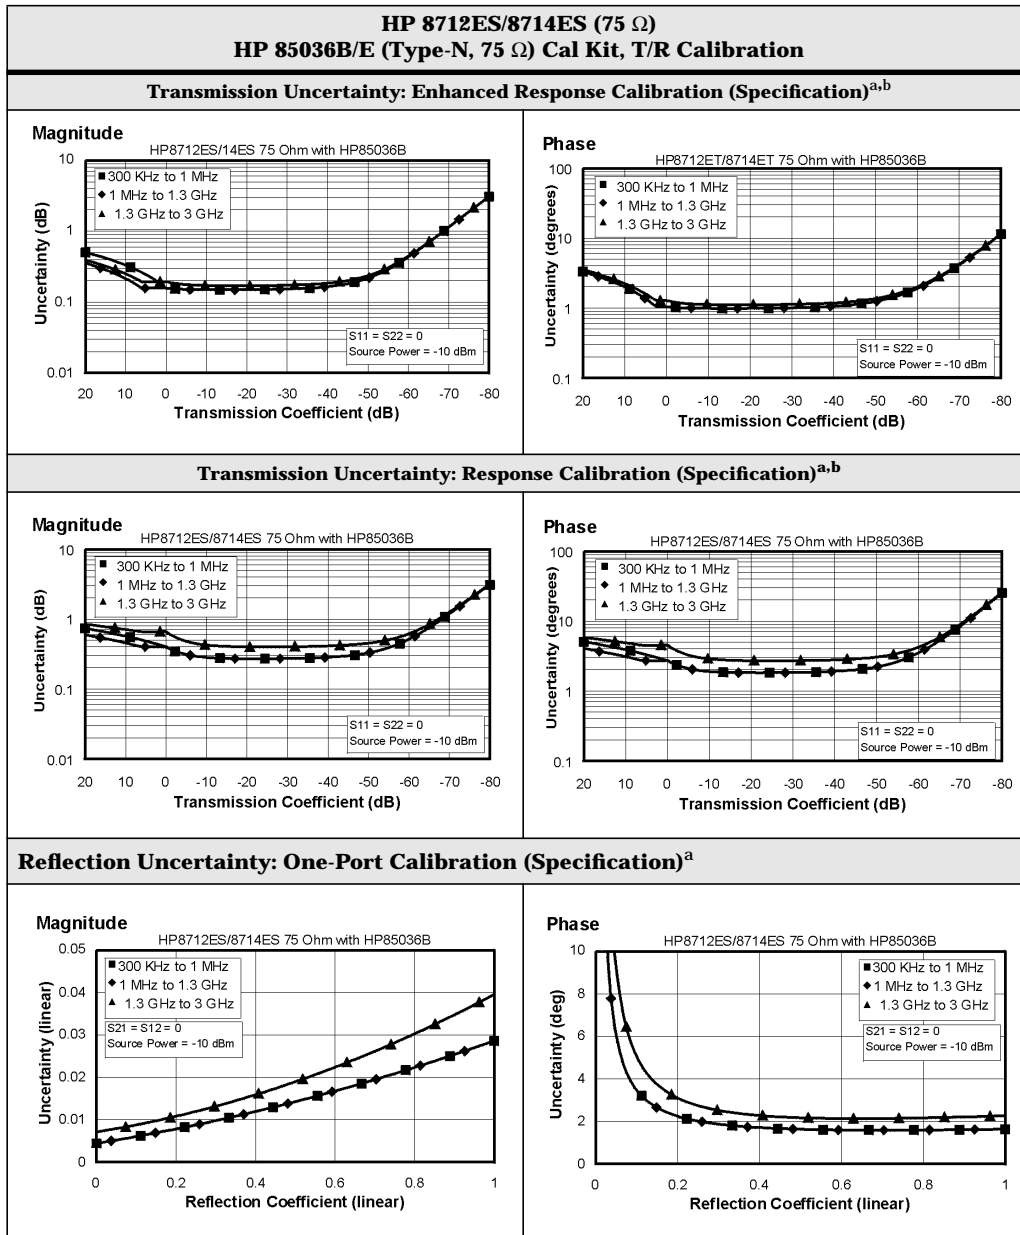 HP 8712ES/8714ES (75 Ω)
HP 85036B/E (Type-N, 75 Ω) Cal Kit, T/R Calibration
Transmission Uncertainty: Enhanced Response Calibration (Specification)a,b
Magnitude
HP8712ES/14ES 75 Ohm with HP85036B
10
1
0.1
0.01
Uncertainty (dB)
300 KHz to 1 MHz
1 MHz to 1.3 GHz
1.3 GHz to 3 GHz
S11 = S22 = 0
Source Power = -10 dBm
20 10 0 -10 -20 -30 -40 -50 -60 -70 -80
Transmission Coefficient (dB)
Phase
HP8712ET/8714ET 75 Ohm with HP85036B
100
10
1
0.1
Uncertainty (degrees)
300 KHz to 1 MHz
1 MHz to 1.3 GHz
1.3 GHz to 3 GHz
S11 = S22 = 0
Source Power = -10 dBm
20 10 0 -10 -20 -30 -40 -50 -60 -70 -80
Transmission Coefficient (dB)
Transmission Uncertainty: Response Calibration (Specification)a,b
Magnitude
HP8712ES/8714ES 75 Ohm with HP85036B
10
1
0.1
0.01
Uncertainty (dB)
300 KHz to 1 MHz
1 MHz to 1.3 GHz
1.3 GHz to 3 GHz
S11 = S22 = 0
Source Power = -10 dBm
20 10 0 -10 -20 -30 -40 -50 -60 -70 -80
Transmission Coefficient (dB)
Phase
HP8712ES/8714ES 75 Ohm with HP85036B
100
10
1
0.1
Uncertainty (degrees)
300 KHz to 1 MHz
1 MHz to 1.3 GHz
1.3 GHz to 3 GHz
S11 = S22 = 0
Source Power = -10 dBm
20 10 0 -10 -20 -30 -40 -50 -60 -70 -80
Transmission Coefficient (dB)
Reflection Uncertainty: One-Port Calibration (Specification)a
Magnitude
HP8712ES/8714ES 75 Ohm with HP85036B
0.05
0.04
0.03
0.02
0.01
0
Uncertainty (linear)
300 KHz to 1 MHz
1 MHz to 1.3 GHz
1.3 GHz to 3 GHz
S21 = S12 = 0
Source Power = -10 dBm
0 0.2 0.4 0.6 0.8 1
Reflection Coefficient (linear)
Phase
HP8712ES/8714ES 75 Ohm with HP85036B
10
8
6
4
2
0
Uncertainty (deg)
300 KHz to 1 MHz
1 MHz to 1.3 GHz
1.3 GHz to 3 GHz
S21 = S12 = 0
Source Power = -10 dBm
0 0.2 0.4 0.6 0.8 1
Reflection Coefficient (linear)